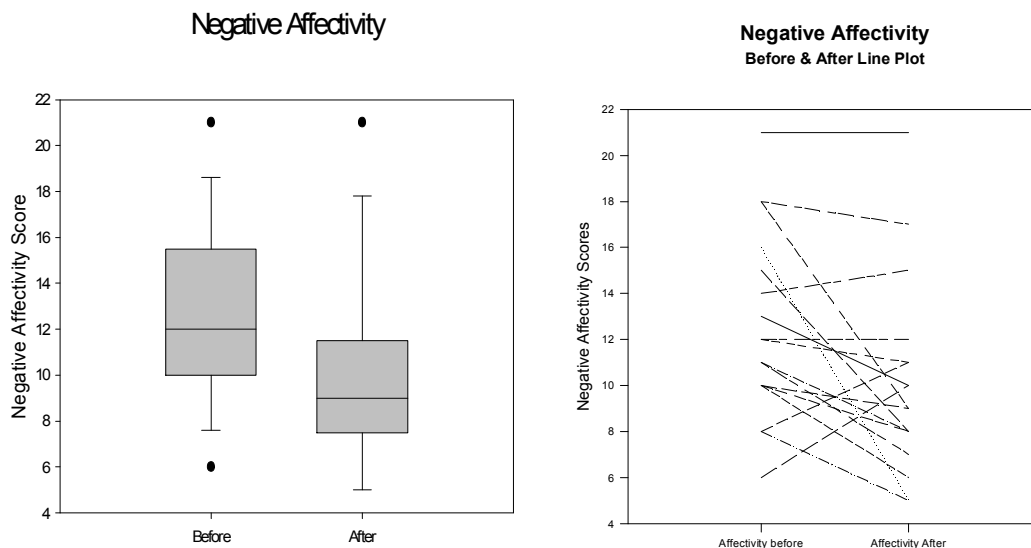 Negative Affectivity
22
20
18
16
14
12
10
8
6
4
Negative Affectivity Score
Before
After
Negative Affectivity
Before & After Line Plot
22
20
18
16
14
12
10
8
6
4
Negative Affectivity Scores
Affectivity before
Affectivity After